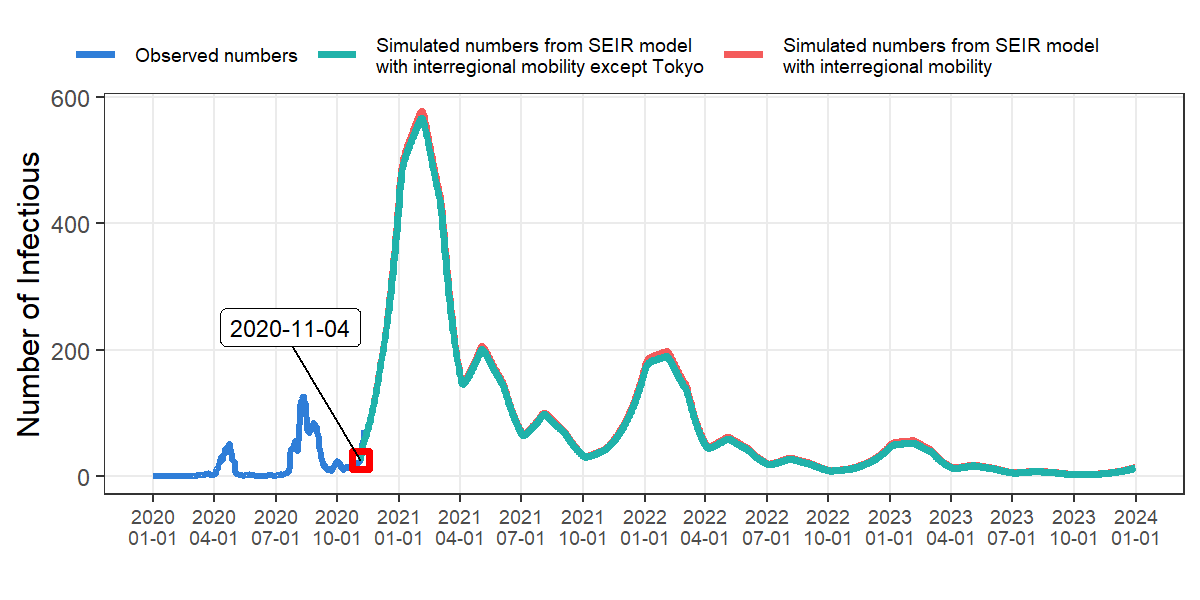 Observed numbers
Simulated numbers from SEIR model
with interregional mobility except Tokyo
Simulated numbers from SEIR model
with interregional mobility
Number of Infectious
600
400
200
0
2020-11-04
2020 2020 2020 2020 2021 2021 2021 2021 2022 2022 2022 2022 2023 2023 2023 2023 2024
01-01 04-01 07-01 10-01 01-01 04-01 07-01 10-01 01-01 04-01 07-01 10-01 01-01 04-01 07-01 10-01 01-01